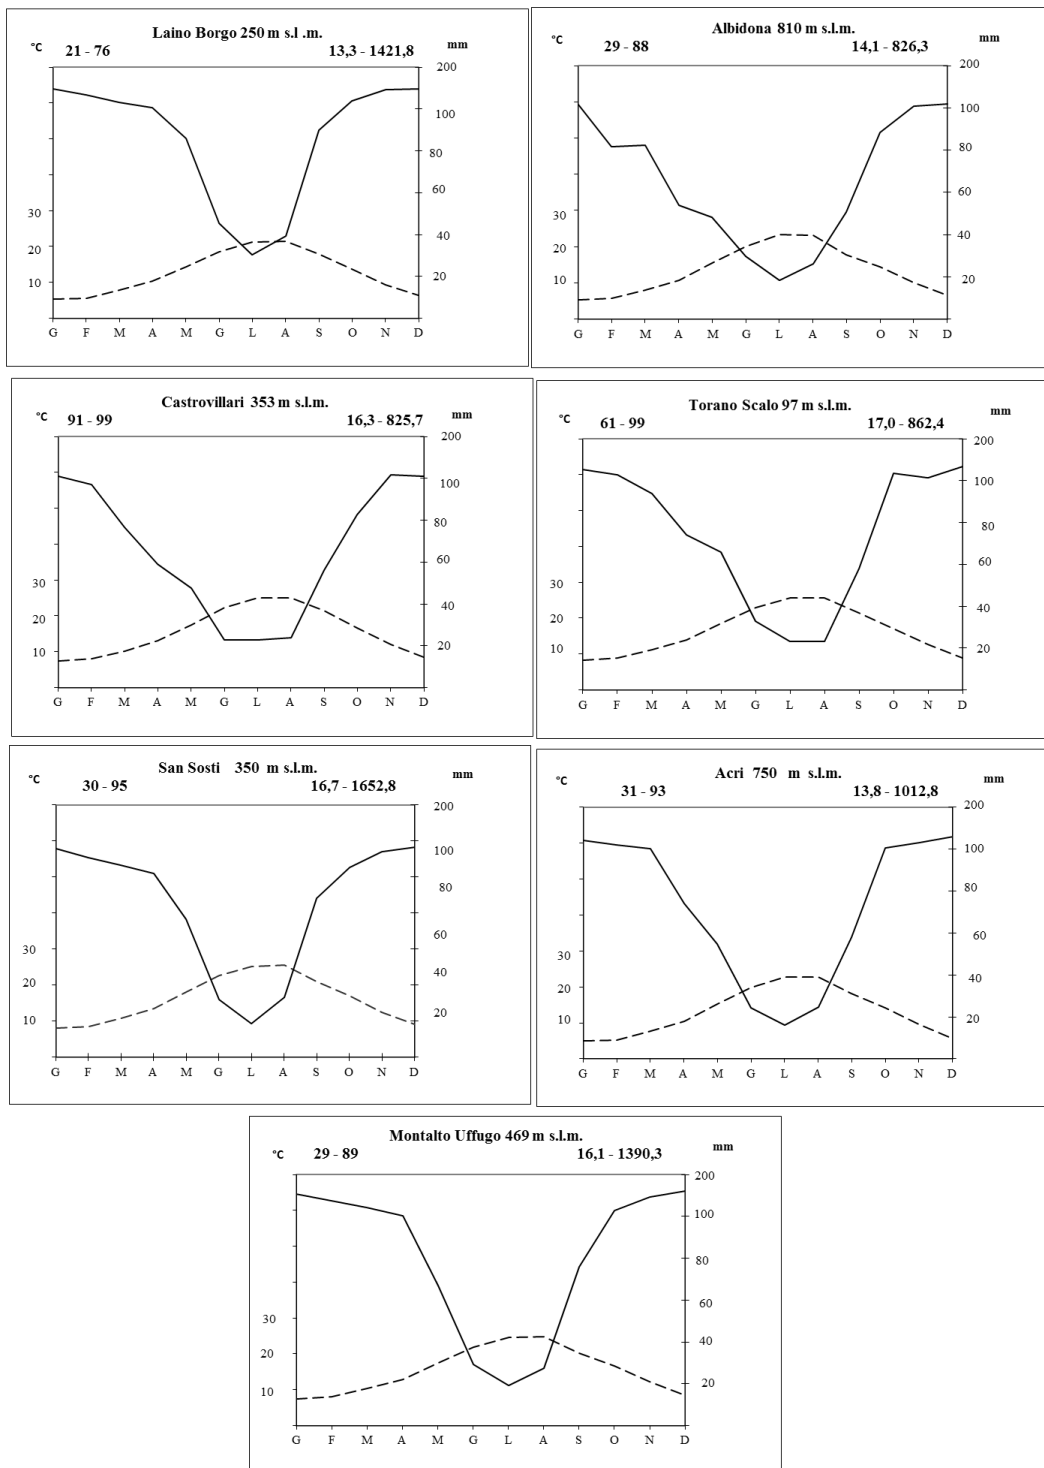 Laino Borgo 250 m s.l .m.
°C 21 - 76 13,3 - 1421,8 mm
200
100
80
60
30 40
20
20
10
G F M A M G L A S O N D
Albidona 810 m s.l.m.
°C 29 - 88 14,1 - 826,3 mm
200
100
80
60
30
40
20
20
10
G F M A M G L A S O N D
Castrovillari 353 m s.l.m.
°C 91 - 99 16,3 - 825,7 mm
200
100
80
60
30
40
20
20
10
G F M A M G L A S O N D
Torano Scalo 97 m s.l.m.
°C 61 - 99 17,0 - 862,4 mm
200
100
80
60
30
40
20
20
10
G F M A M G L A S O N D
San Sosti 350 m s.l.m.
°C 30 - 95 16,7 - 1652,8 mm
200
100
80
60
30
40
20
20
10
G F M A M G L A S O N D
Acri 750 m s.l.m.
°C 31 - 93 13,8 - 1012,8 mm
200
100
80
60
30
40
20
20
10
G F M A M G L A S O N D
Montalto Uffugo 469 m s.l.m.
°C 29 - 89 16,1 - 1390,3 mm
200
100
80
60
30
40
20
20
10
G F M A M G L A S O N D